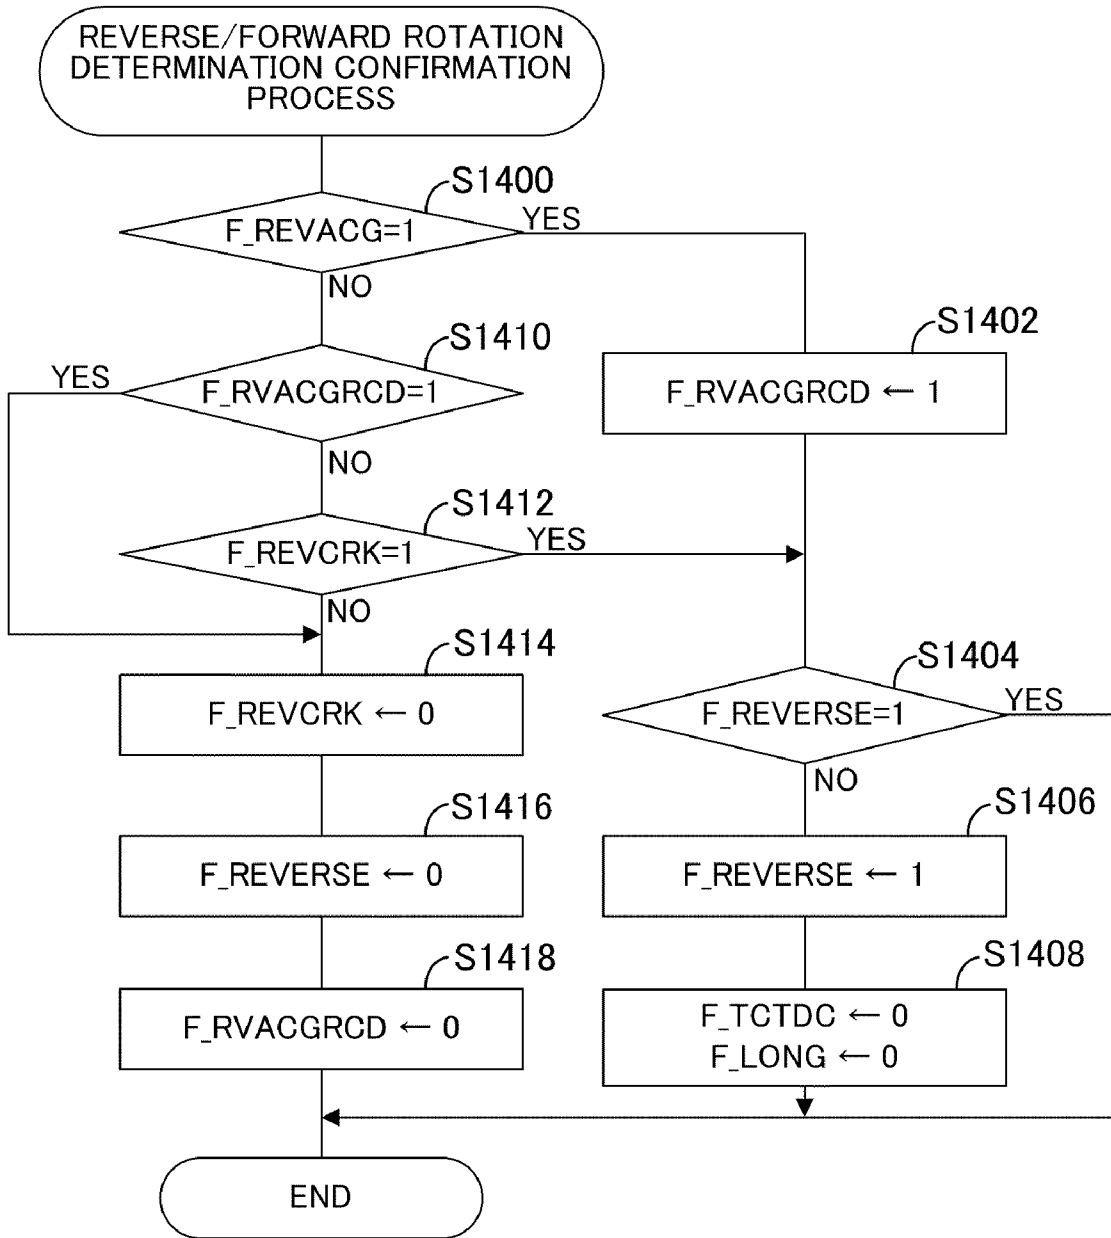 REVERSE/FORWARD ROTATION
DETERMINATION CONFIRMATION
PROCESS
S1400
F_REVACG=1
YES
NO
S1402
F_RVACGRCD ← 1
S1410
YES
F_RVACGRCD=1
NO
S1412
F_REVCRK=1
YES
NO
S1414
F_REVCRK ← 0
S1404
F_REVERSE=1
YES
NO
S1416
F_REVERSE ← 0
S1406
F_REVERSE ← 1
S1418
F_RVACGRCD ← 0
S1408
F_TCTDC ← 0
F_LONG ← 0
END